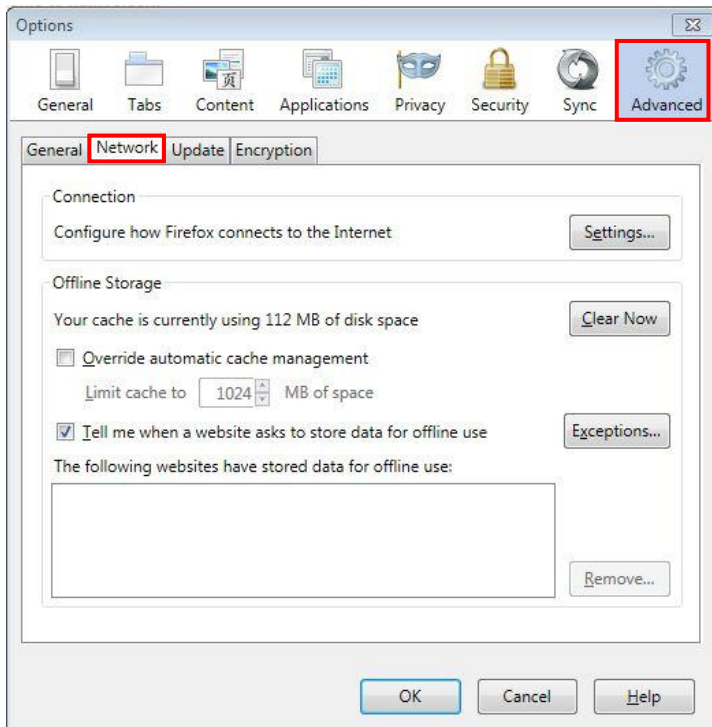 Options
General Tabs Content Applications Privacy Security Sync Advanced
General Network Update Encryption
Connection
Configure how Firefox connects to the Internet Settings...
Offline Storage
Your cache is currently using 112 MB of disk space Clear Now
Override automatic cache management
Limit cache to 1024 MB of space
Tell me when a website asks to store data for offline use Exceptions...
The following websites have stored data for offline use:
Remove...
OK Cancel Help